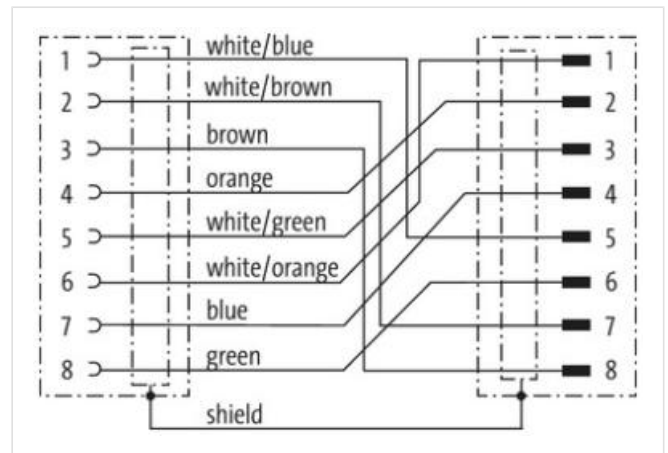 1 white/blue 1
2 white/brown 2
3 brown 3
4 orange 4
5 white/green 5
6 white/orange 6
7 blue 7
8 green 8
shield